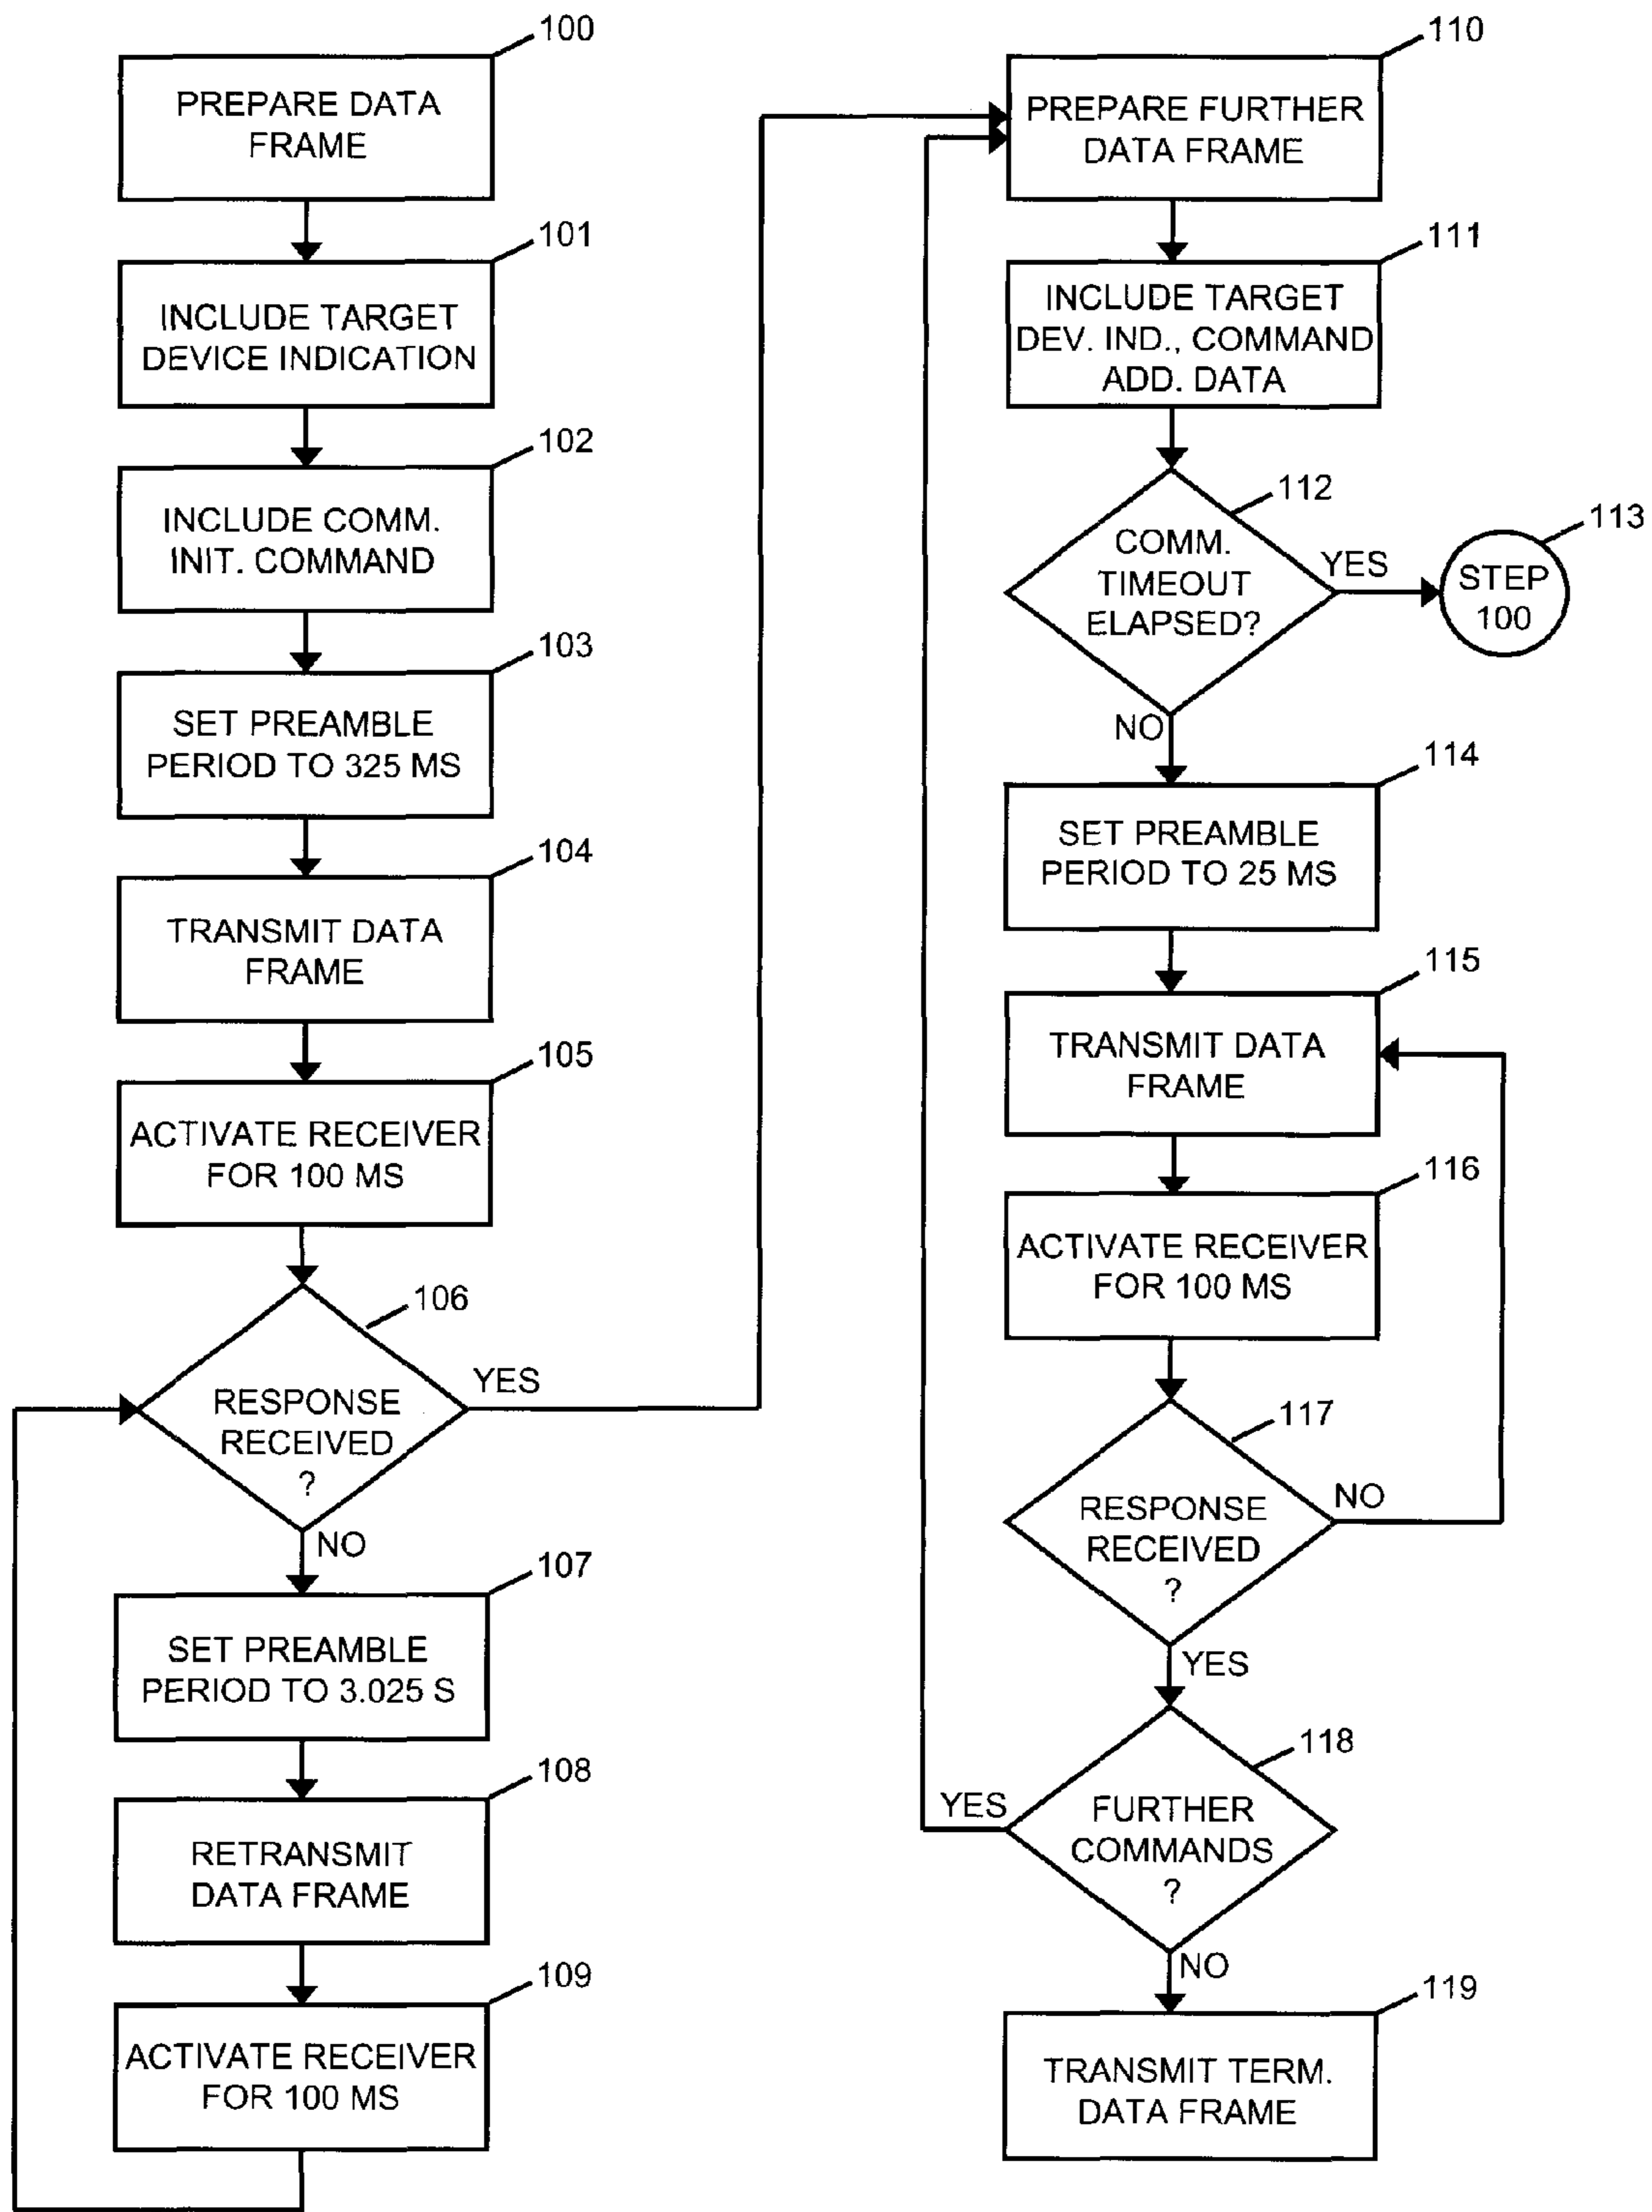 100
PREPARE DATA
FRAME
101
INCLUDE TARGET
DEVICE INDICATION
102
INCLUDE COMM.
INIT. COMMAND
103
SET PREAMBLE
PERIOD TO 325 MS
104
TRANSMIT DATA
FRAME
105
ACTIVATE RECEIVER
FOR 100 MS
106
RESPONSE
RECEIVED
?
YES
NO
107
SET PREAMBLE
PERIOD TO 3.025 S
108
RETRANSMIT
DATA FRAME
109
ACTIVATE RECEIVER
FOR 100 MS
110
PREPARE FURTHER
DATA FRAME
111
INCLUDE TARGET
DEV. IND., COMMAND
ADD. DATA
112
COMM.
TIMEOUT
ELAPSED?
YES
113
STEP
100
NO
114
SET PREAMBLE
PERIOD TO 25 MS
115
TRANSMIT DATA
FRAME
116
ACTIVATE RECEIVER
FOR 100 MS
117
RESPONSE
RECEIVED
?
NO
YES
118
FURTHER
COMMANDS
?
YES
NO
119
TRANSMIT TERM.
DATA FRAME